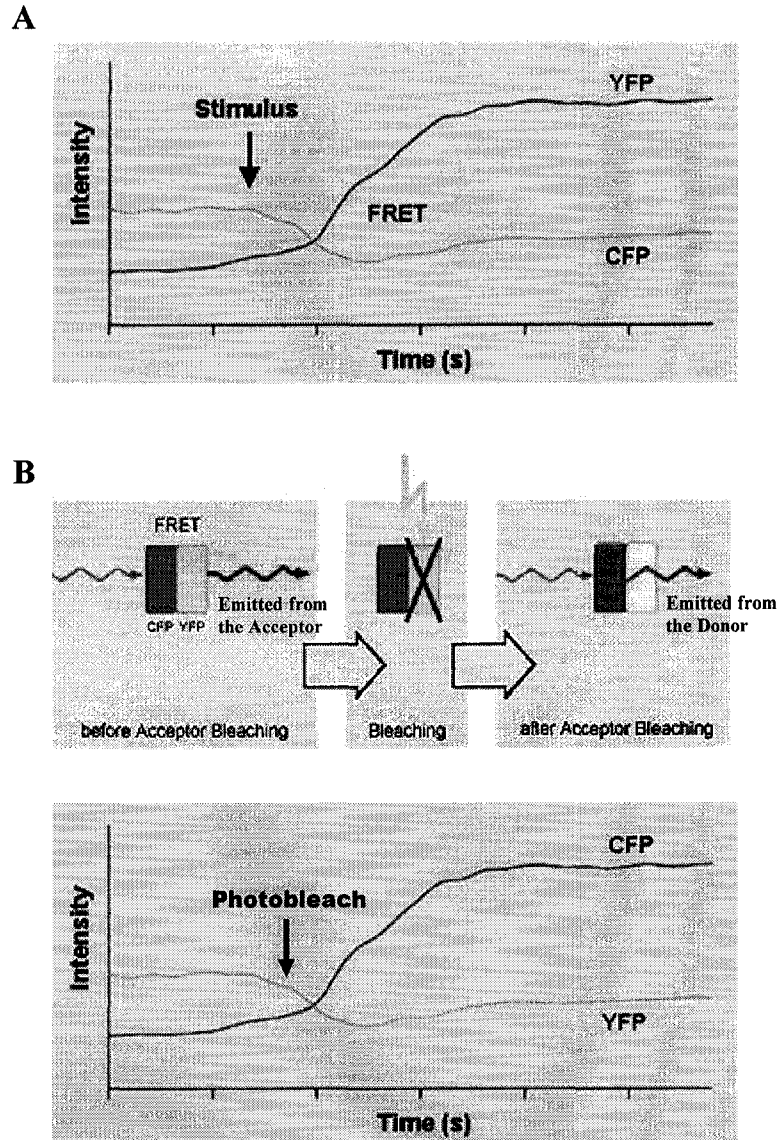 A
Intensity
Stimulus
YFP
FRET
CFP
Time (s)
B
FRET
CFP YFP
Emitted from
the Acceptor
before Acceptor Bleaching
Bleaching
Emitted from
the Donor
after Acceptor Bleaching
Intensity
Photobleach
CFP
YFP
Time (s)